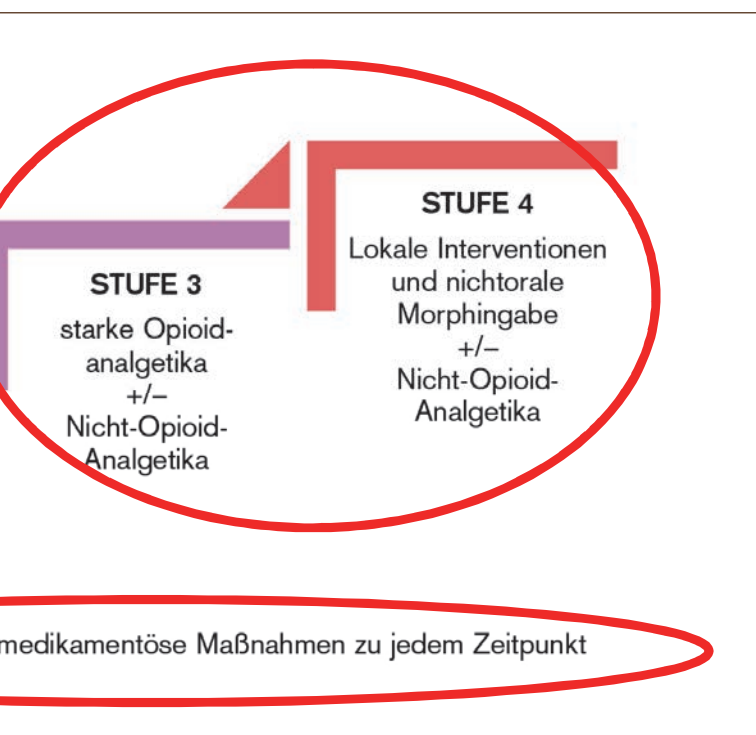 STUFE 3
starke Opioid-
analgetika
+/–
Nicht-Opioid-
Analgetika
STUFE 4
Lokale Interventionen
und nichtorale
Morphingabe
+/–
Nicht-Opioid-
Analgetika
medikamentöse Maßnahmen zu jedem Zeitpunkt